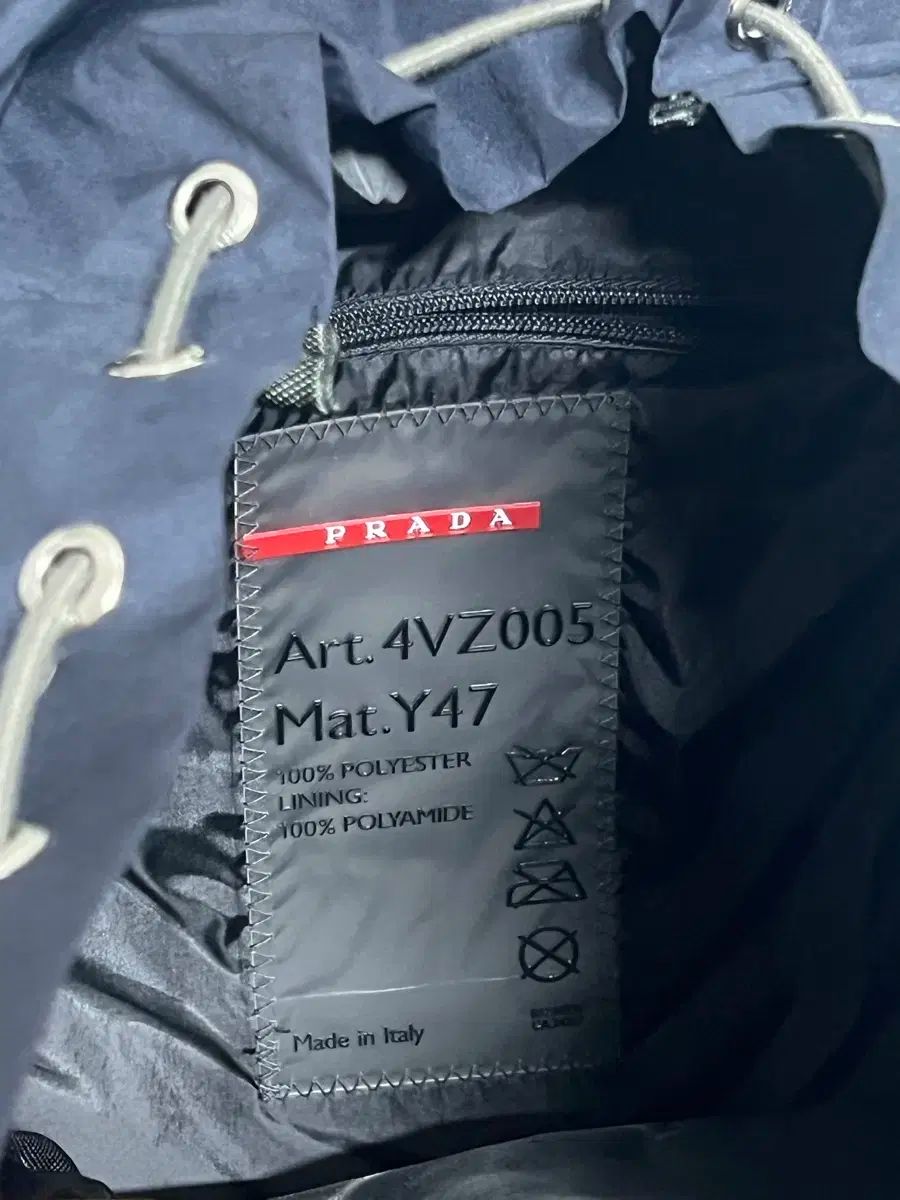 PRADA
Art. 4VZ005
Mat.Y47
100% POLYESTER
LINING:
100% POLYAMIDE
Made in Italy